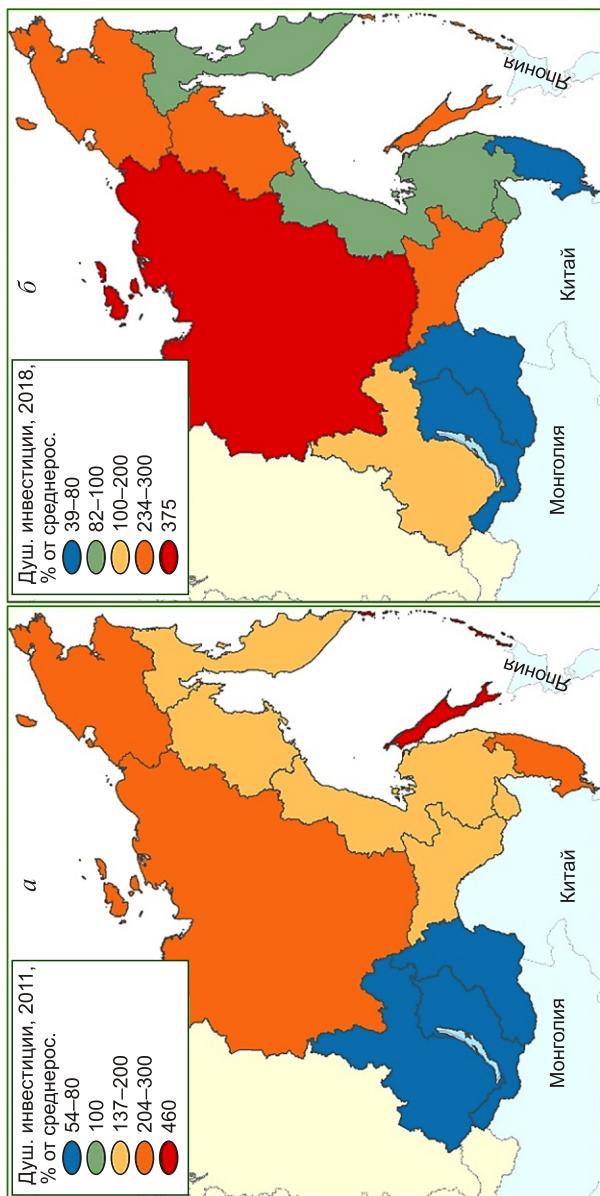 а
Душ. инвестиции, 2011,
% от среднерос.
54–80
100
137–200
204–300
460
Монголия
Китай
Япония
б
Душ. инвестиции, 2018,
% от среднерос.
39–80
82–100
100–200
234–300
375
Монголия
Китай
Япония